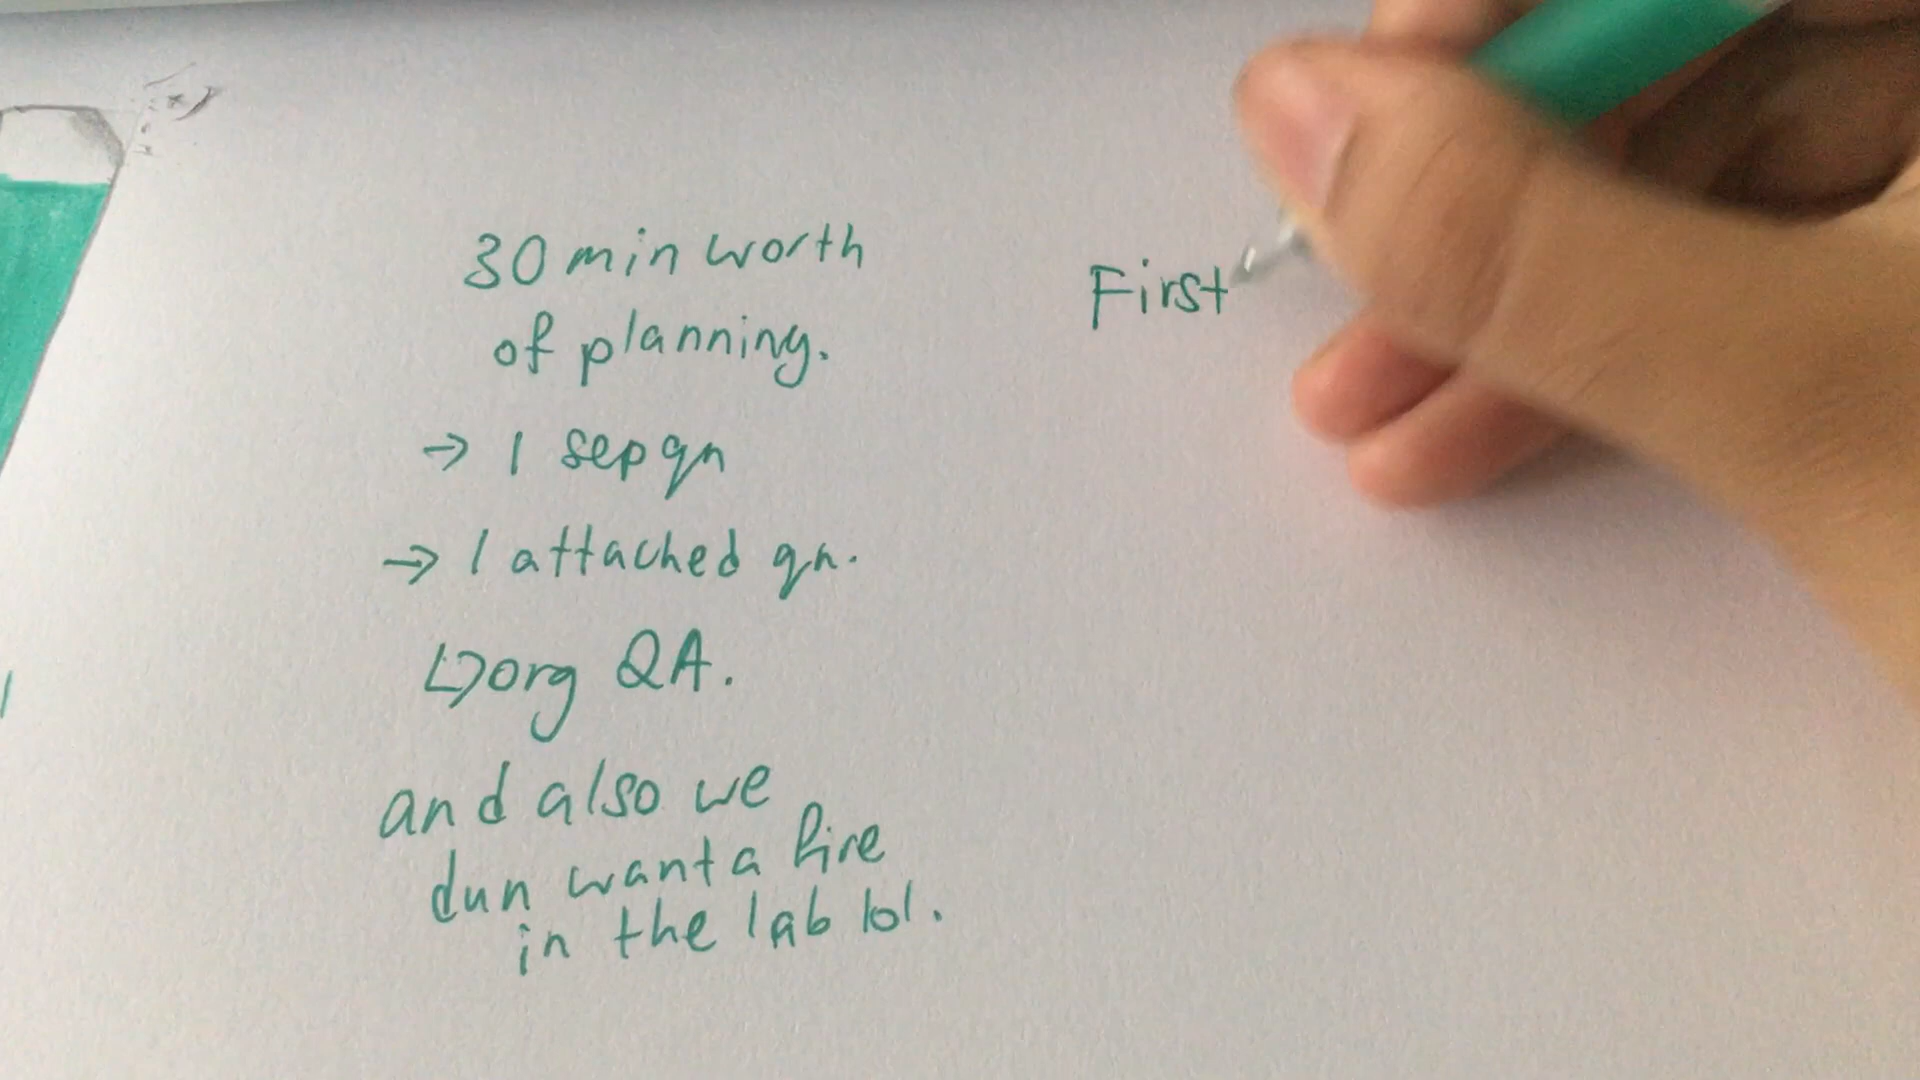 30 min worth
of planning.
→ 1 sep qn
→ 1 attached qn.
↳ org QA.
and also we
dun want a fire
in the lab lol.
First